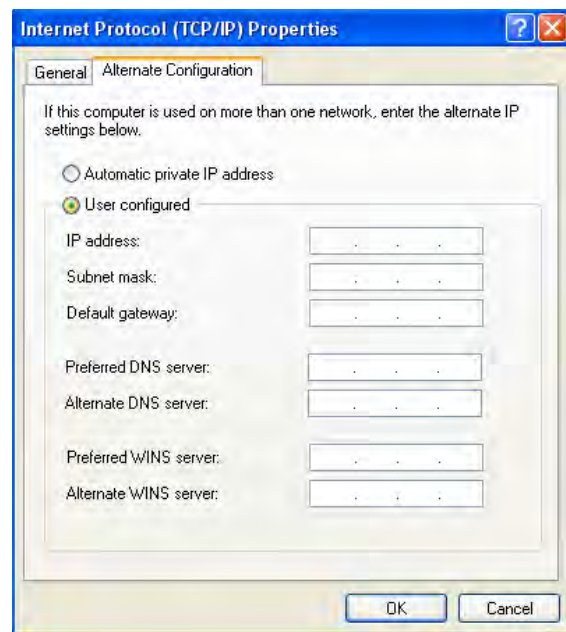 Internet Protocol (TCP/IP) Properties
General Alternate Configuration
If this computer is used on more than one network, enter the alternate IP
settings below.
Automatic private IP address
User configured
IP address:
Subnet mask:
Default gateway:
Preferred DNS server:
Alternate DNS server:
Preferred WINS server:
Alternate WINS server:
OK Cancel